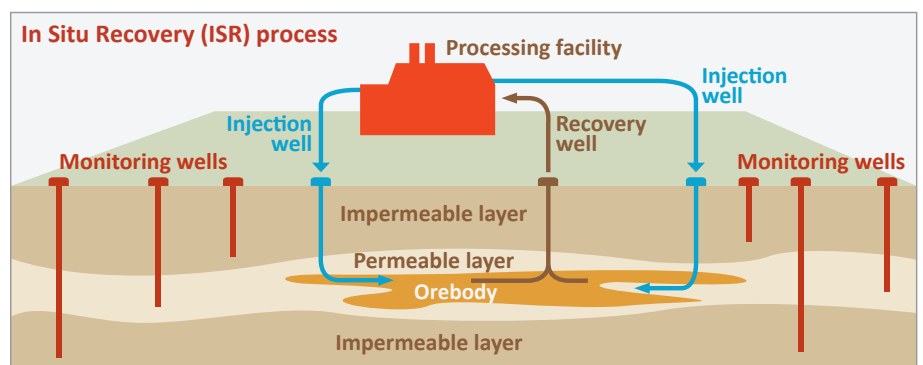 In Situ Recovery (ISR) process
Processing facility
Injection
well
Injection
well
Recovery
well
Monitoring wells
Monitoring wells
Impermeable layer
Permeable layer
Orebody
Impermeable layer